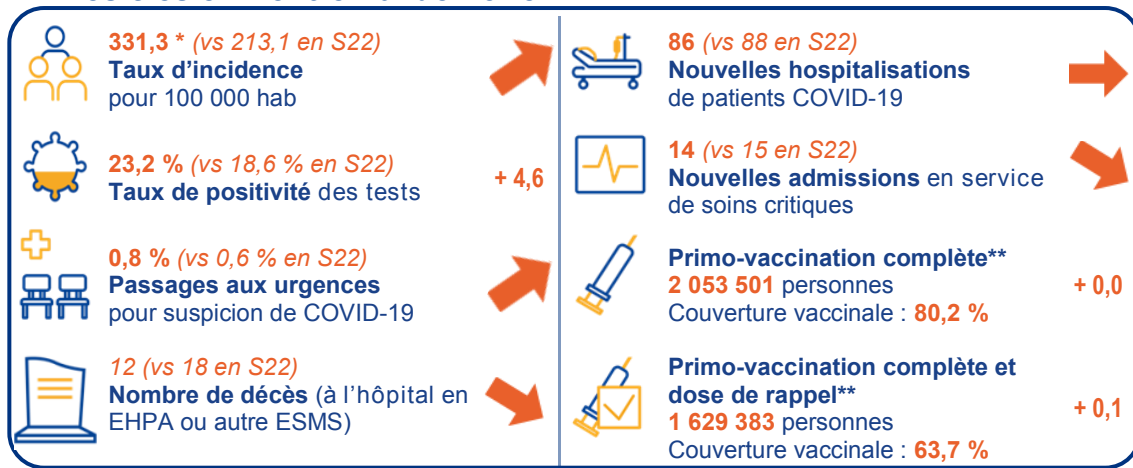 331,3 * (vs 213,1 en S22)
Taux d'incidence
pour 100 000 hab
23,2 % (vs 18,6 % en S22)
Taux de positivité des tests
+ 4,6
0,8 % (vs 0,6 % en S22)
Passages aux urgences
pour suspicion de COVID-19
12 (vs 18 en S22)
Nombre de décès (à l'hôpital en
EHPA ou autre ESMS)
86 (vs 88 en S22)
Nouvelles hospitalisations
de patients COVID-19
14 (vs 15 en S22)
Nouvelles admissions en service
de soins critiques
Primo-vaccination complète**
2 053 501 personnes
Couverture vaccinale : 80,2 %
+ 0,0
Primo-vaccination complète et
dose de rappel**
1 629 383 personnes
Couverture vaccinale : 63,7 %
+ 0,1